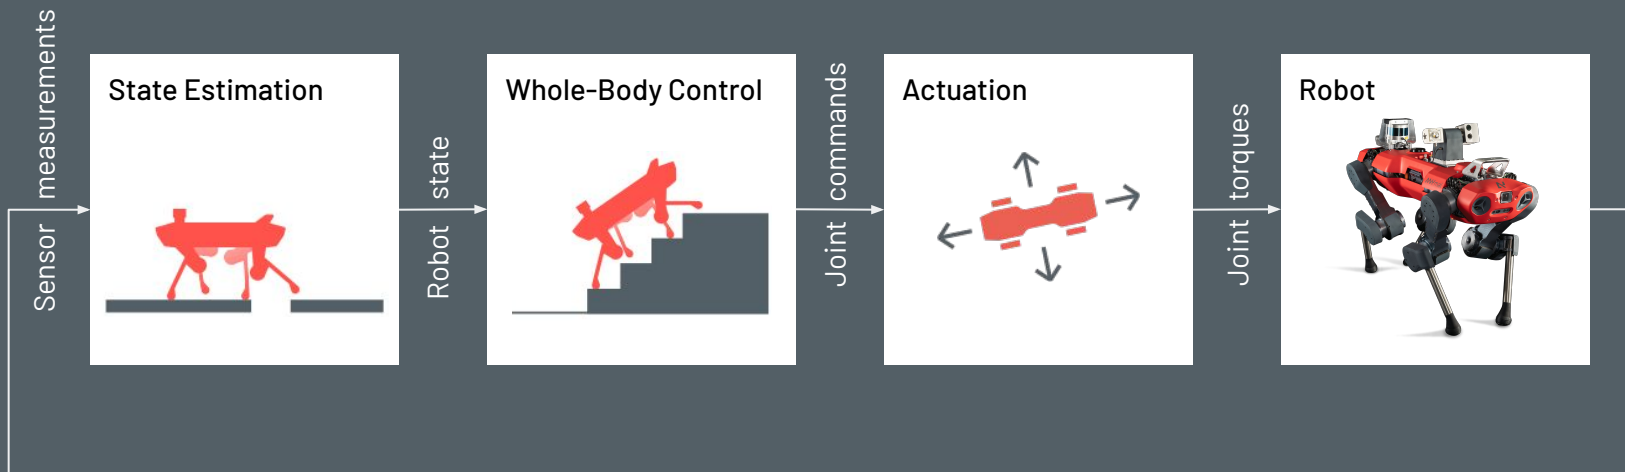 Sensor measurements
State Estimation
Robot state
Whole-Body Control
Joint commands
Actuation
Joint torques
Robot